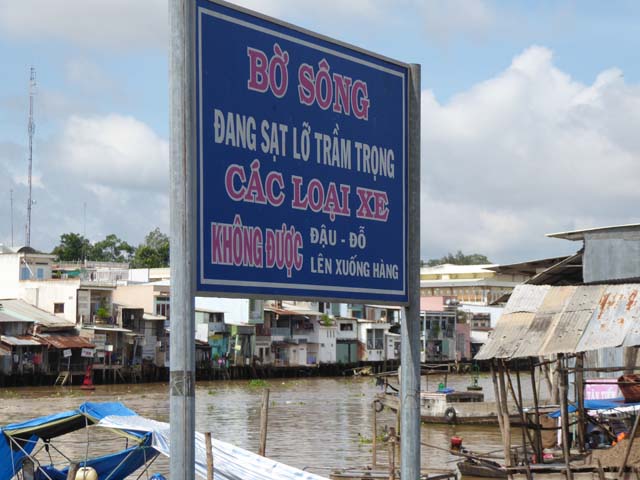 BỜ SÔNG
ĐANG SẠT LỠ TRẦM TRỌNG
CÁC LOẠI XE
KHÔNG ĐƯỢC ĐẬU - ĐỖ
LÊN XUỐNG HÀNG